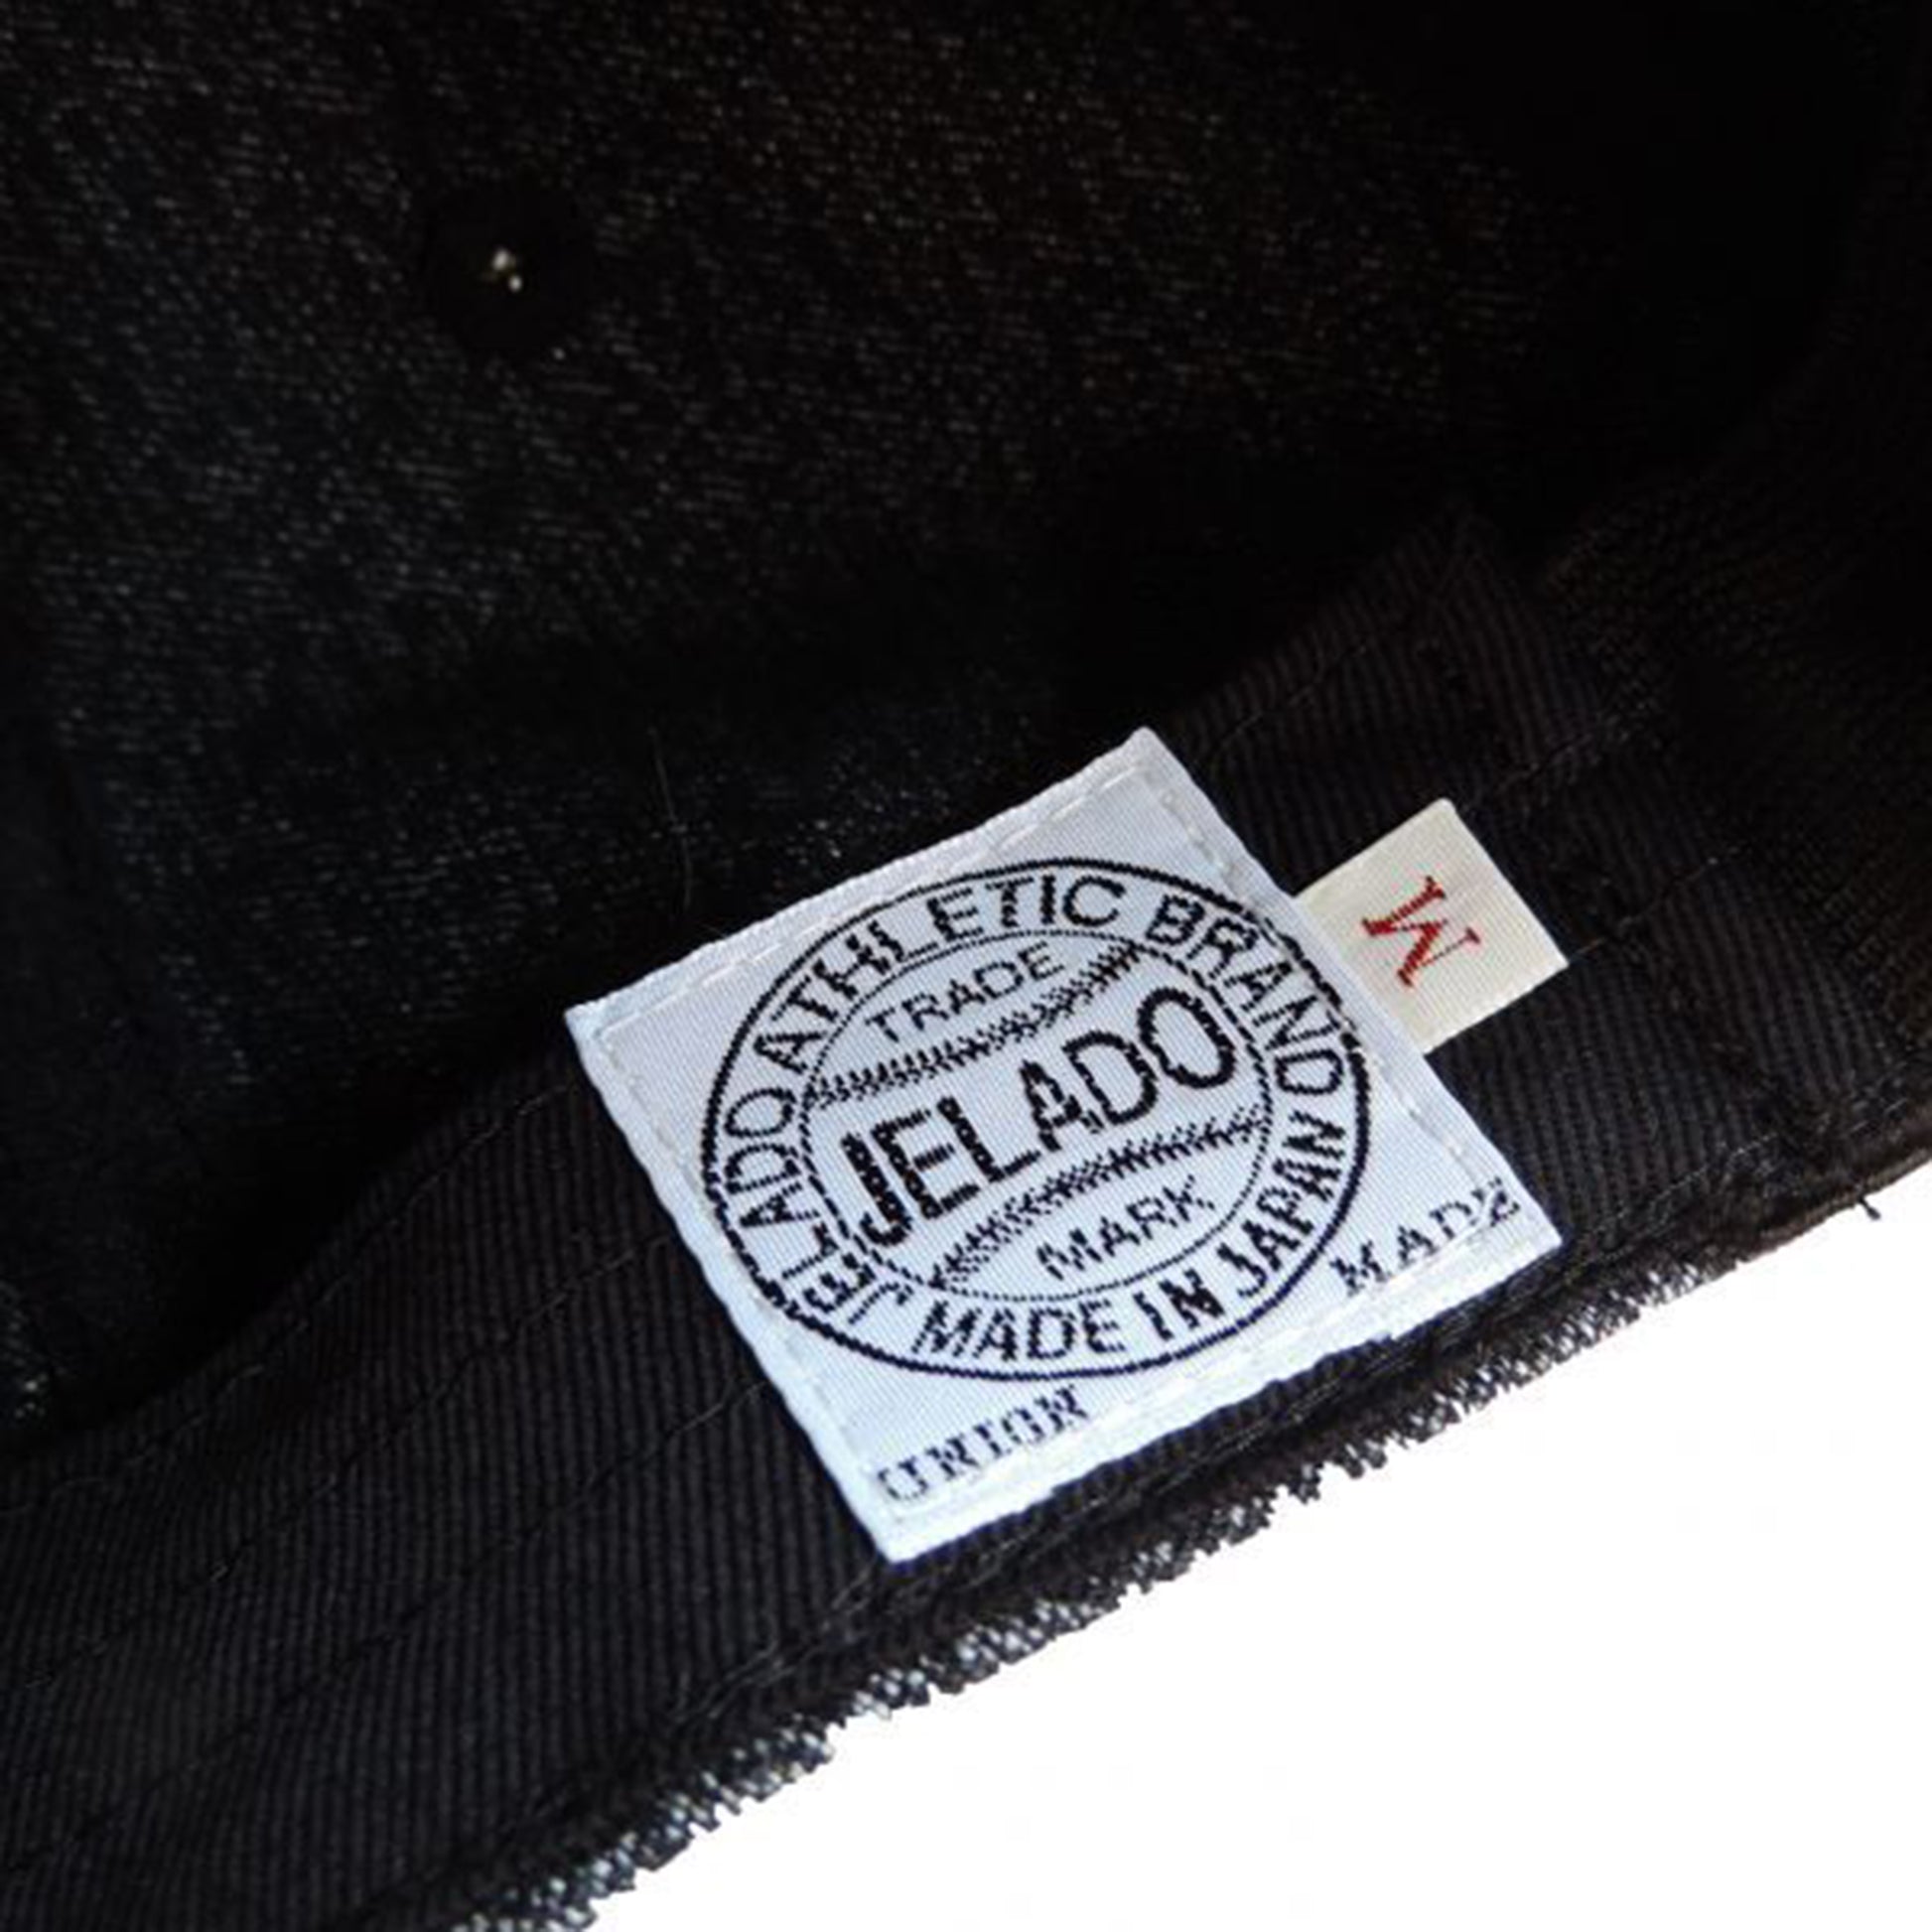 JELADO ATHLETIC BRAND
TRADE
JELADO
MARK
MADE IN JAPAN
UNION MADE
M